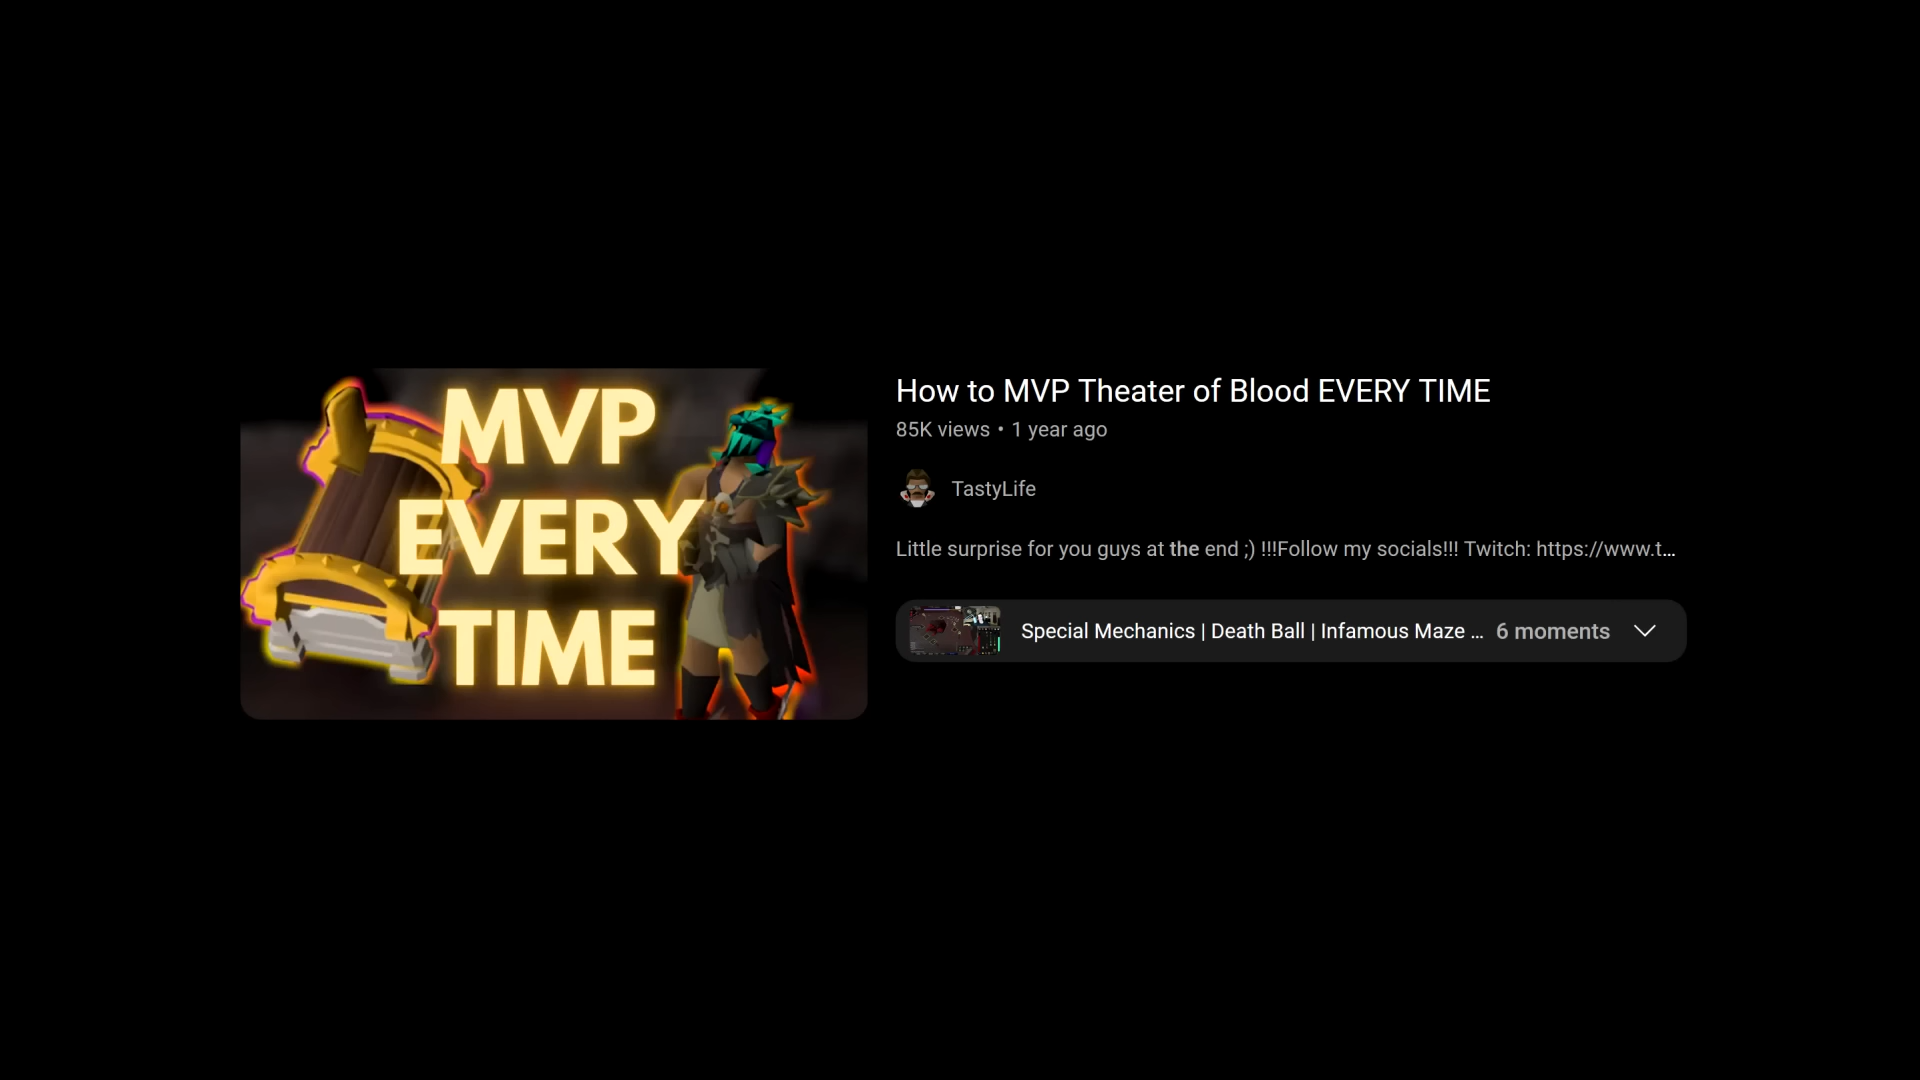 MVP
EVERY
TIME
How to MVP Theater of Blood EVERY TIME
85K views • 1 year ago
TastyLife
Little surprise for you guys at the end ;) !!!Follow my socials!!! Twitch: https://www.t...
Special Mechanics | Death Ball | Infamous Maze ... 6 moments